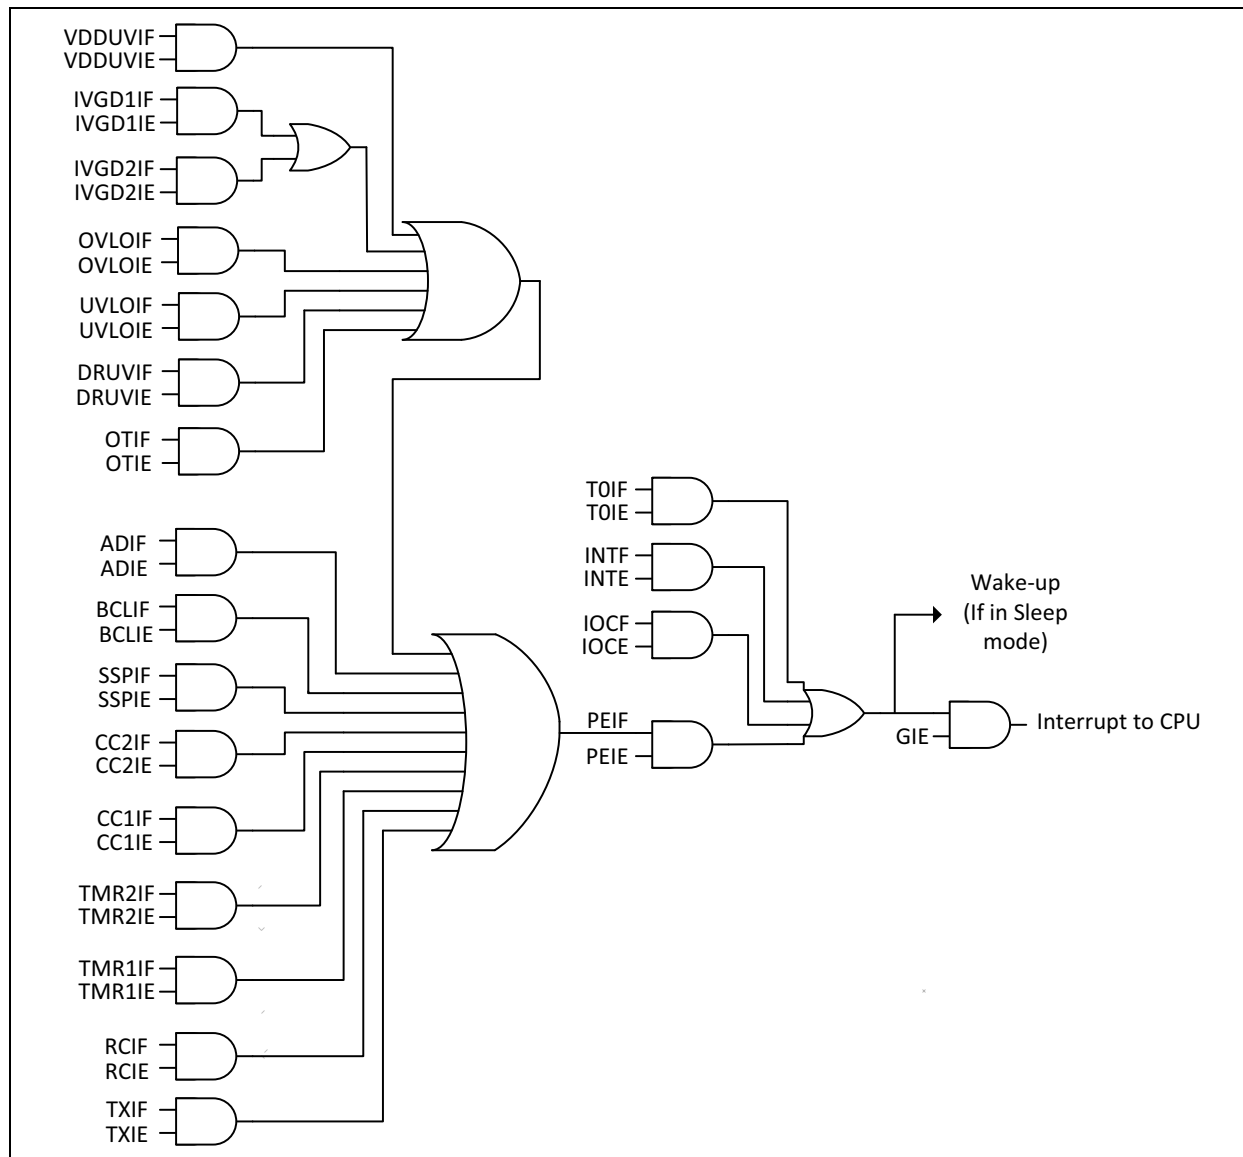 VDDUVIF
VDDUVIE
IVGD1IF
IVGD1IE
IVGD2IF
IVGD2IE
OVLOIF
OVLOIE
UVLOIF
UVLOIE
DRUVIF
DRUVIE
OTIF
OTIE
ADIF
ADIE
BCLIF
BCLIE
SSPIF
SSPIE
CC2IF
CC2IE
CC1IF
CC1IE
TMR2IF
TMR2IE
TMR1IF
TMR1IE
RCIF
RCIE
TXIF
TXIE
T0IF
T0IE
INTF
INTE
IOCF
IOCE
PEIF
PEIE
Wake-up
(If in Sleep
mode)
GIE
Interrupt to CPU